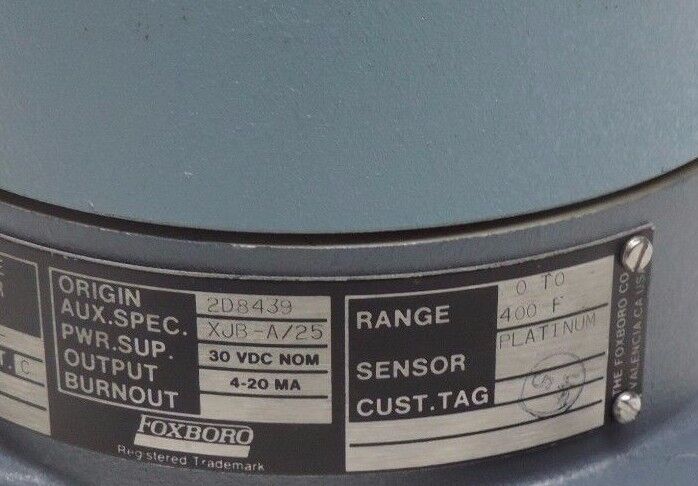 ORIGIN 2D8439
AUX.SPEC. XJB-A/25
PWR.SUP. 30 VDC NOM
OUTPUT 4-20 MA
BURNOUT
FOXBORO
Registered Trademark
RANGE 0 TO
400 F
SENSOR PLATINUM
CUST.TAG
THE FOXBORO CO.
VALENCIA,CA.US
E
R
T. C